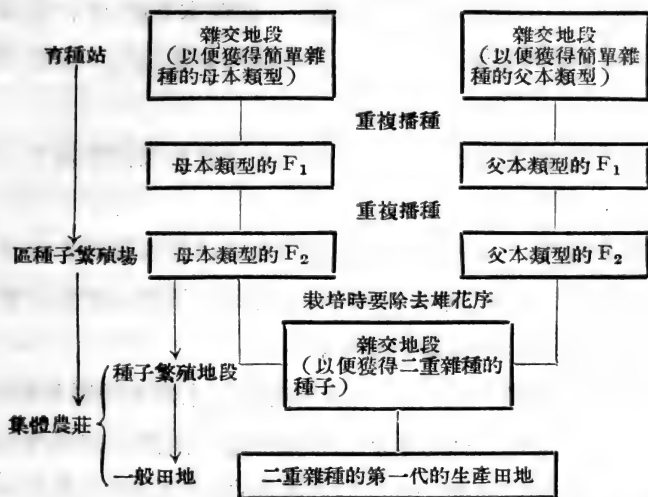 育種站
雜交地段
（以便獲得簡單雜
種的母本類型）
雜交地段
（以便獲得簡單雜
種的父本類型）
重複播種
母本類型的 F₁
父本類型的 F₁
重複播種
區種子繁殖場
母本類型的 F₂
父本類型的 F₂
栽培時要除去雄花序
雜交地段
（以便獲得二重雜種的
種子）
種子繁殖地段
集體農莊
一般田地
二重雜種的第一代的生產田地